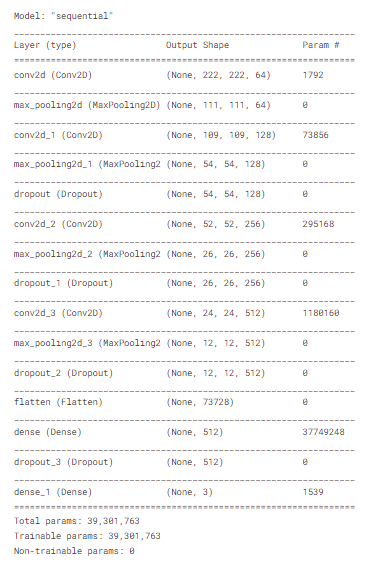 Model: "sequential"
_________________________________________________________________
Layer (type) Output Shape Param #
=================================================================
conv2d (Conv2D) (None, 222, 222, 64) 1792
_________________________________________________________________
max_pooling2d (MaxPooling2D) (None, 111, 111, 64) 0
_________________________________________________________________
conv2d_1 (Conv2D) (None, 109, 109, 128) 73856
_________________________________________________________________
max_pooling2d_1 (MaxPooling2 (None, 54, 54, 128) 0
_________________________________________________________________
dropout (Dropout) (None, 54, 54, 128) 0
_________________________________________________________________
conv2d_2 (Conv2D) (None, 52, 52, 256) 295168
_________________________________________________________________
max_pooling2d_2 (MaxPooling2 (None, 26, 26, 256) 0
_________________________________________________________________
dropout_1 (Dropout) (None, 26, 26, 256) 0
_________________________________________________________________
conv2d_3 (Conv2D) (None, 24, 24, 512) 1180160
_________________________________________________________________
max_pooling2d_3 (MaxPooling2 (None, 12, 12, 512) 0
_________________________________________________________________
dropout_2 (Dropout) (None, 12, 12, 512) 0
_________________________________________________________________
flatten (Flatten) (None, 73728) 0
_________________________________________________________________
dense (Dense) (None, 512) 37749248
_________________________________________________________________
dropout_3 (Dropout) (None, 512) 0
_________________________________________________________________
dense_1 (Dense) (None, 3) 1539
=================================================================
Total params: 39,301,763
Trainable params: 39,301,763
Non-trainable params: 0